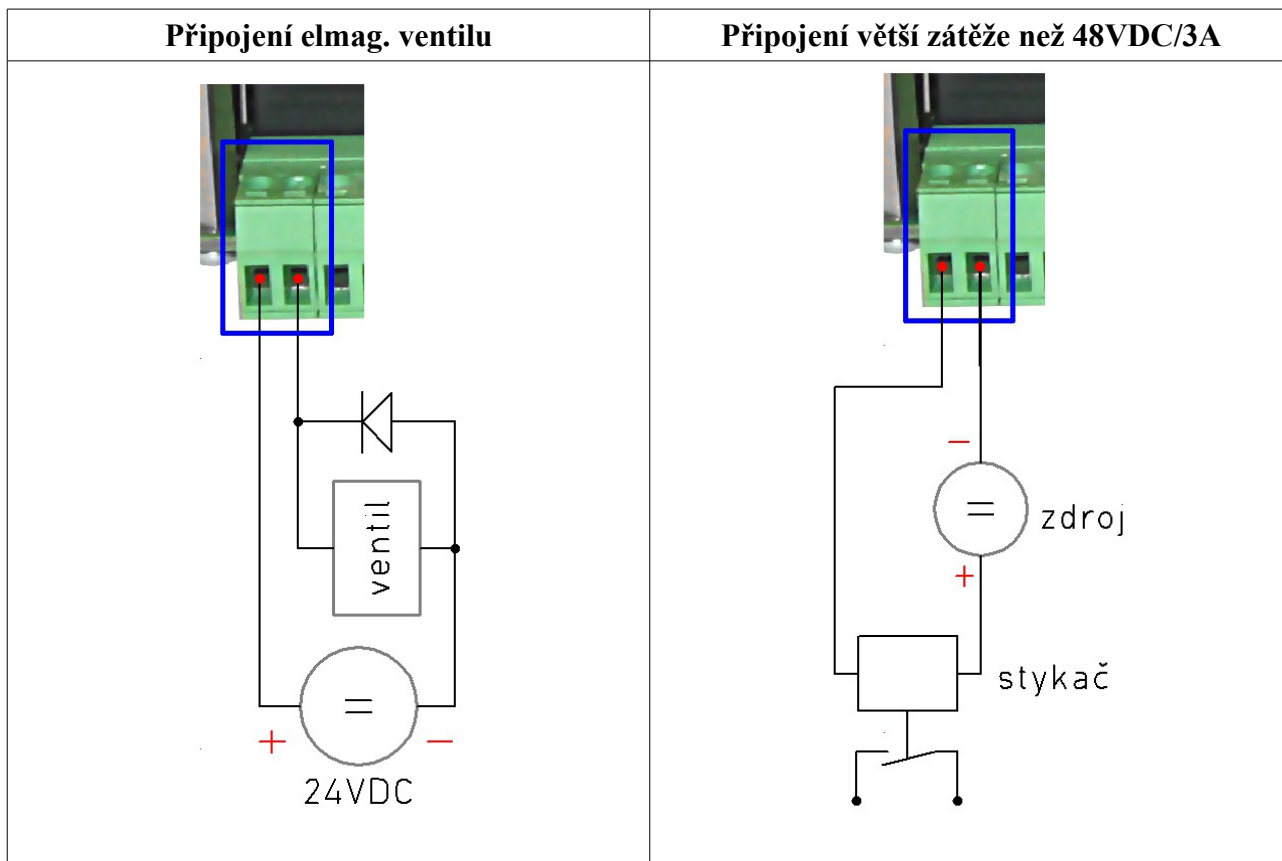 Připojení elmag. ventilu
Připojení větší zátěže než 48VDC/3A
ventil
+ = −
24VDC
−
= zdroj
+
stykač